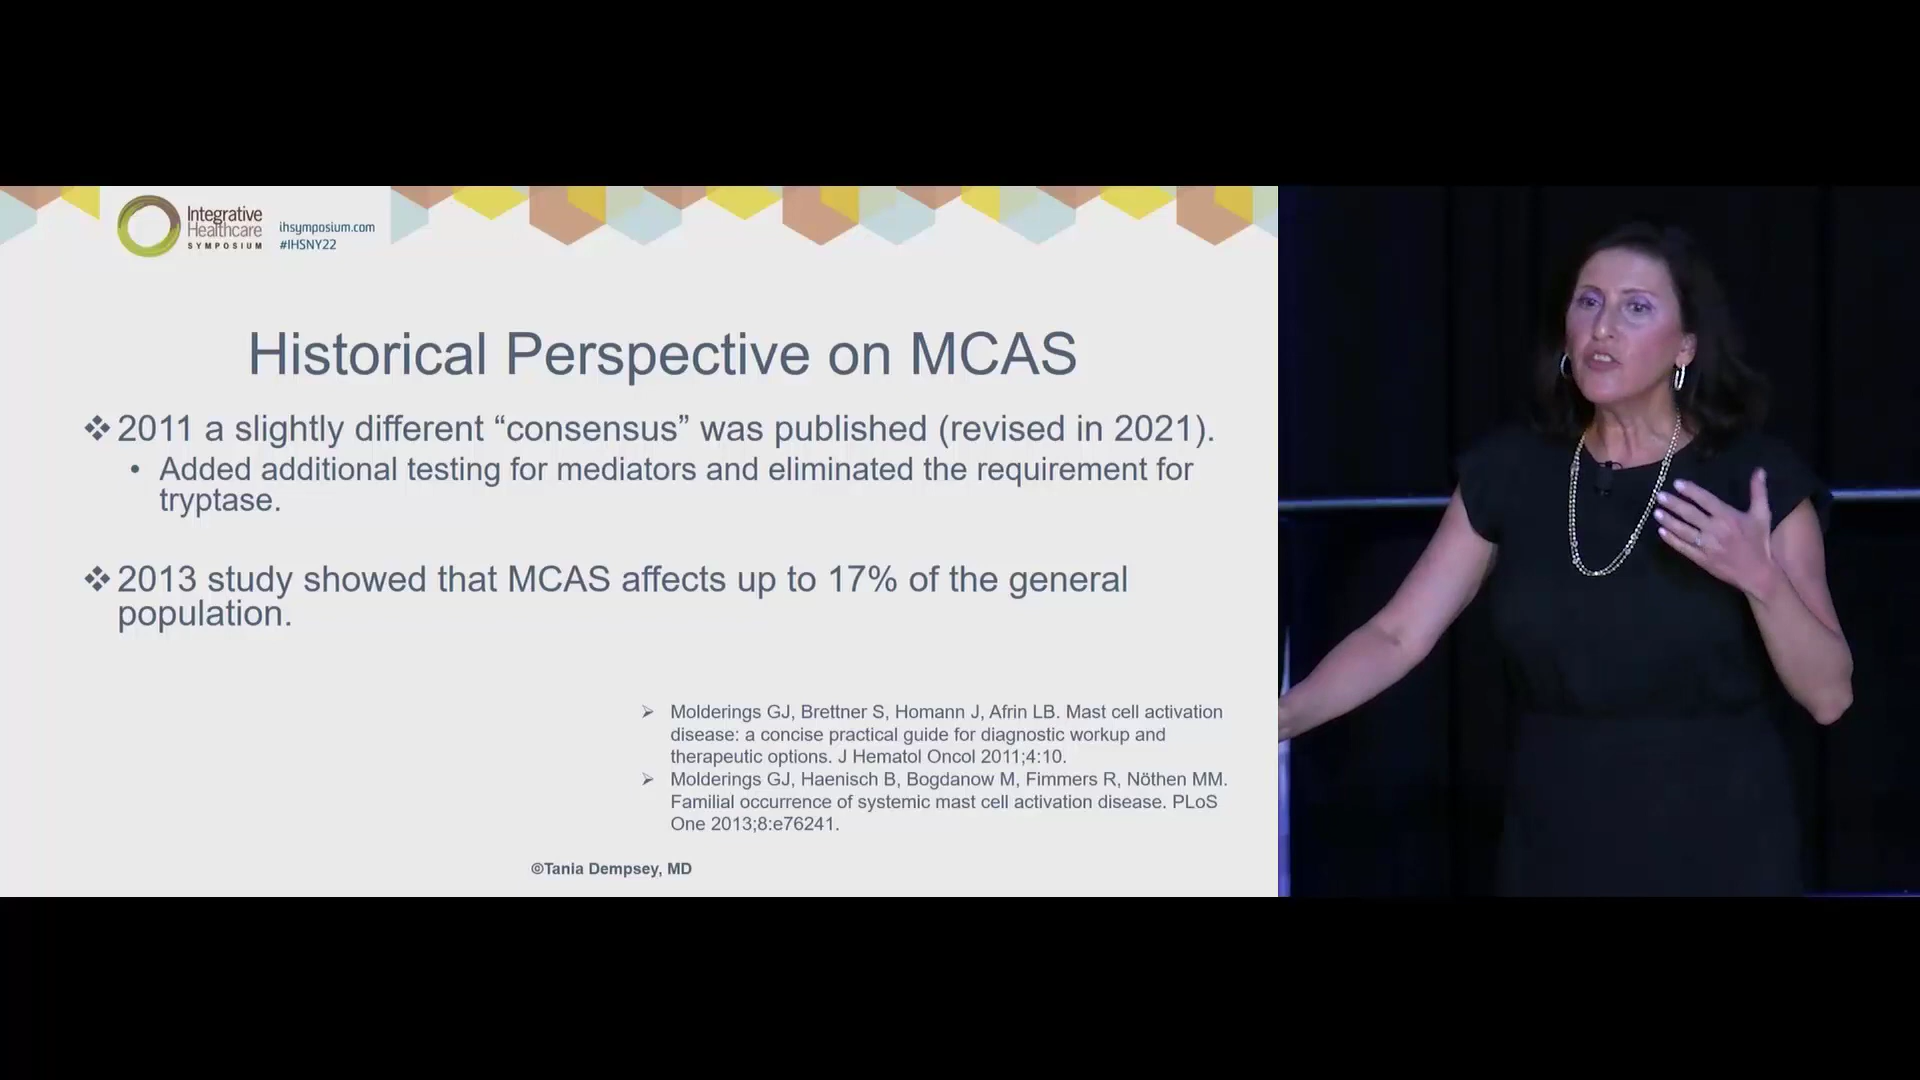 Integrative
Healthcare
SYMPOSIUM
ihsymposium.com
#IHSNY22
Historical Perspective on MCAS
❖ 2011 a slightly different “consensus” was published (revised in 2021).
• Added additional testing for mediators and eliminated the requirement for
tryptase.
❖ 2013 study showed that MCAS affects up to 17% of the general
population.
➢ Molderings GJ, Brettner S, Homann J, Afrin LB. Mast cell activation
disease: a concise practical guide for diagnostic workup and
therapeutic options. J Hematol Oncol 2011;4:10.
➢ Molderings GJ, Haenisch B, Bogdanow M, Fimmers R, Nöthen MM.
Familial occurrence of systemic mast cell activation disease. PLoS
One 2013;8:e76241.
©Tania Dempsey, MD